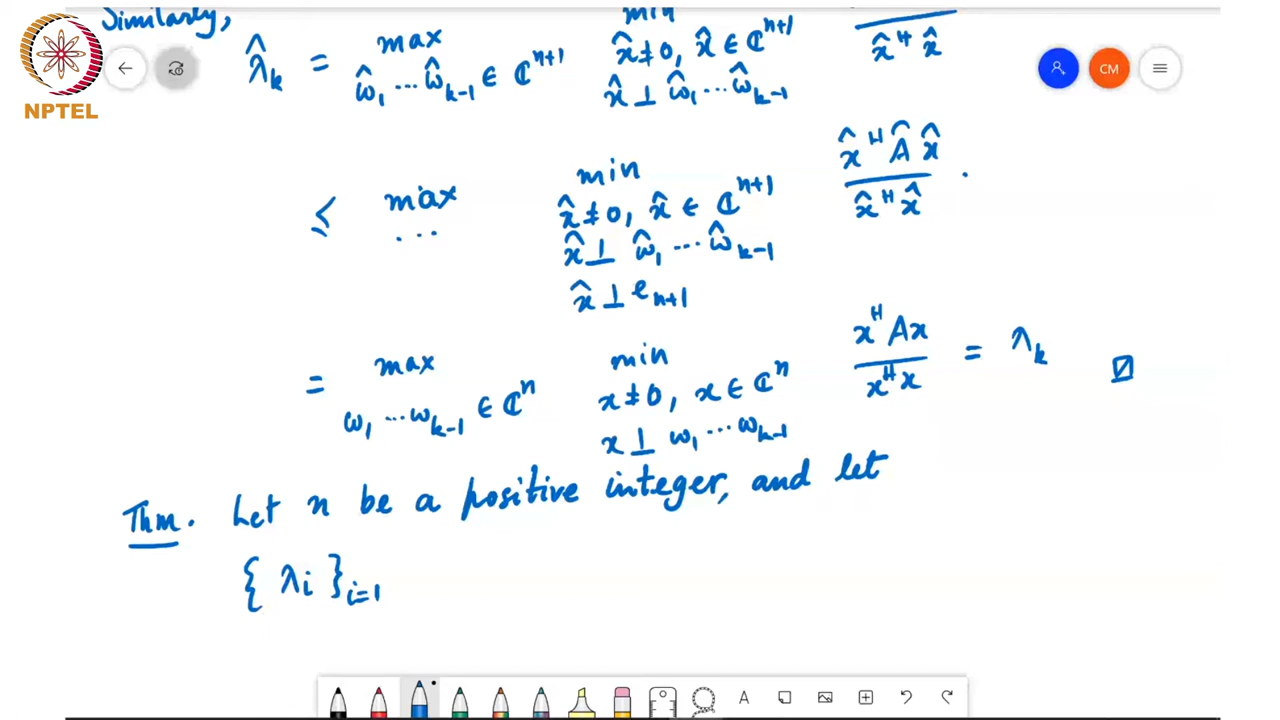 Similarly,
λ̂_k = max_{ŵ_1 ... ŵ_{k-1} ∈ ℂ^{n+1}} min_{x̂≠0, x̂ ∈ ℂ^{n+1}, x̂ ⊥ ŵ_1 ... ŵ_{k-1}} / x̂^H x̂
≤ max_{...} min_{x̂≠0, x̂ ∈ ℂ^{n+1}, x̂ ⊥ ŵ_1 ... ŵ_{k-1}, x̂ ⊥ e_{n+1}} x̂^H Â x̂ / x̂^H x̂ .
= max_{w_1 ... w_{k-1} ∈ ℂ^n} min_{x≠0, x ∈ ℂ^n, x ⊥ w_1 ... w_{k-1}} x^H A x / x^H x = λ_k
Thm. Let n be a positive integer, and let
{ λ_i }_{i=1}
NPTEL
CM
A